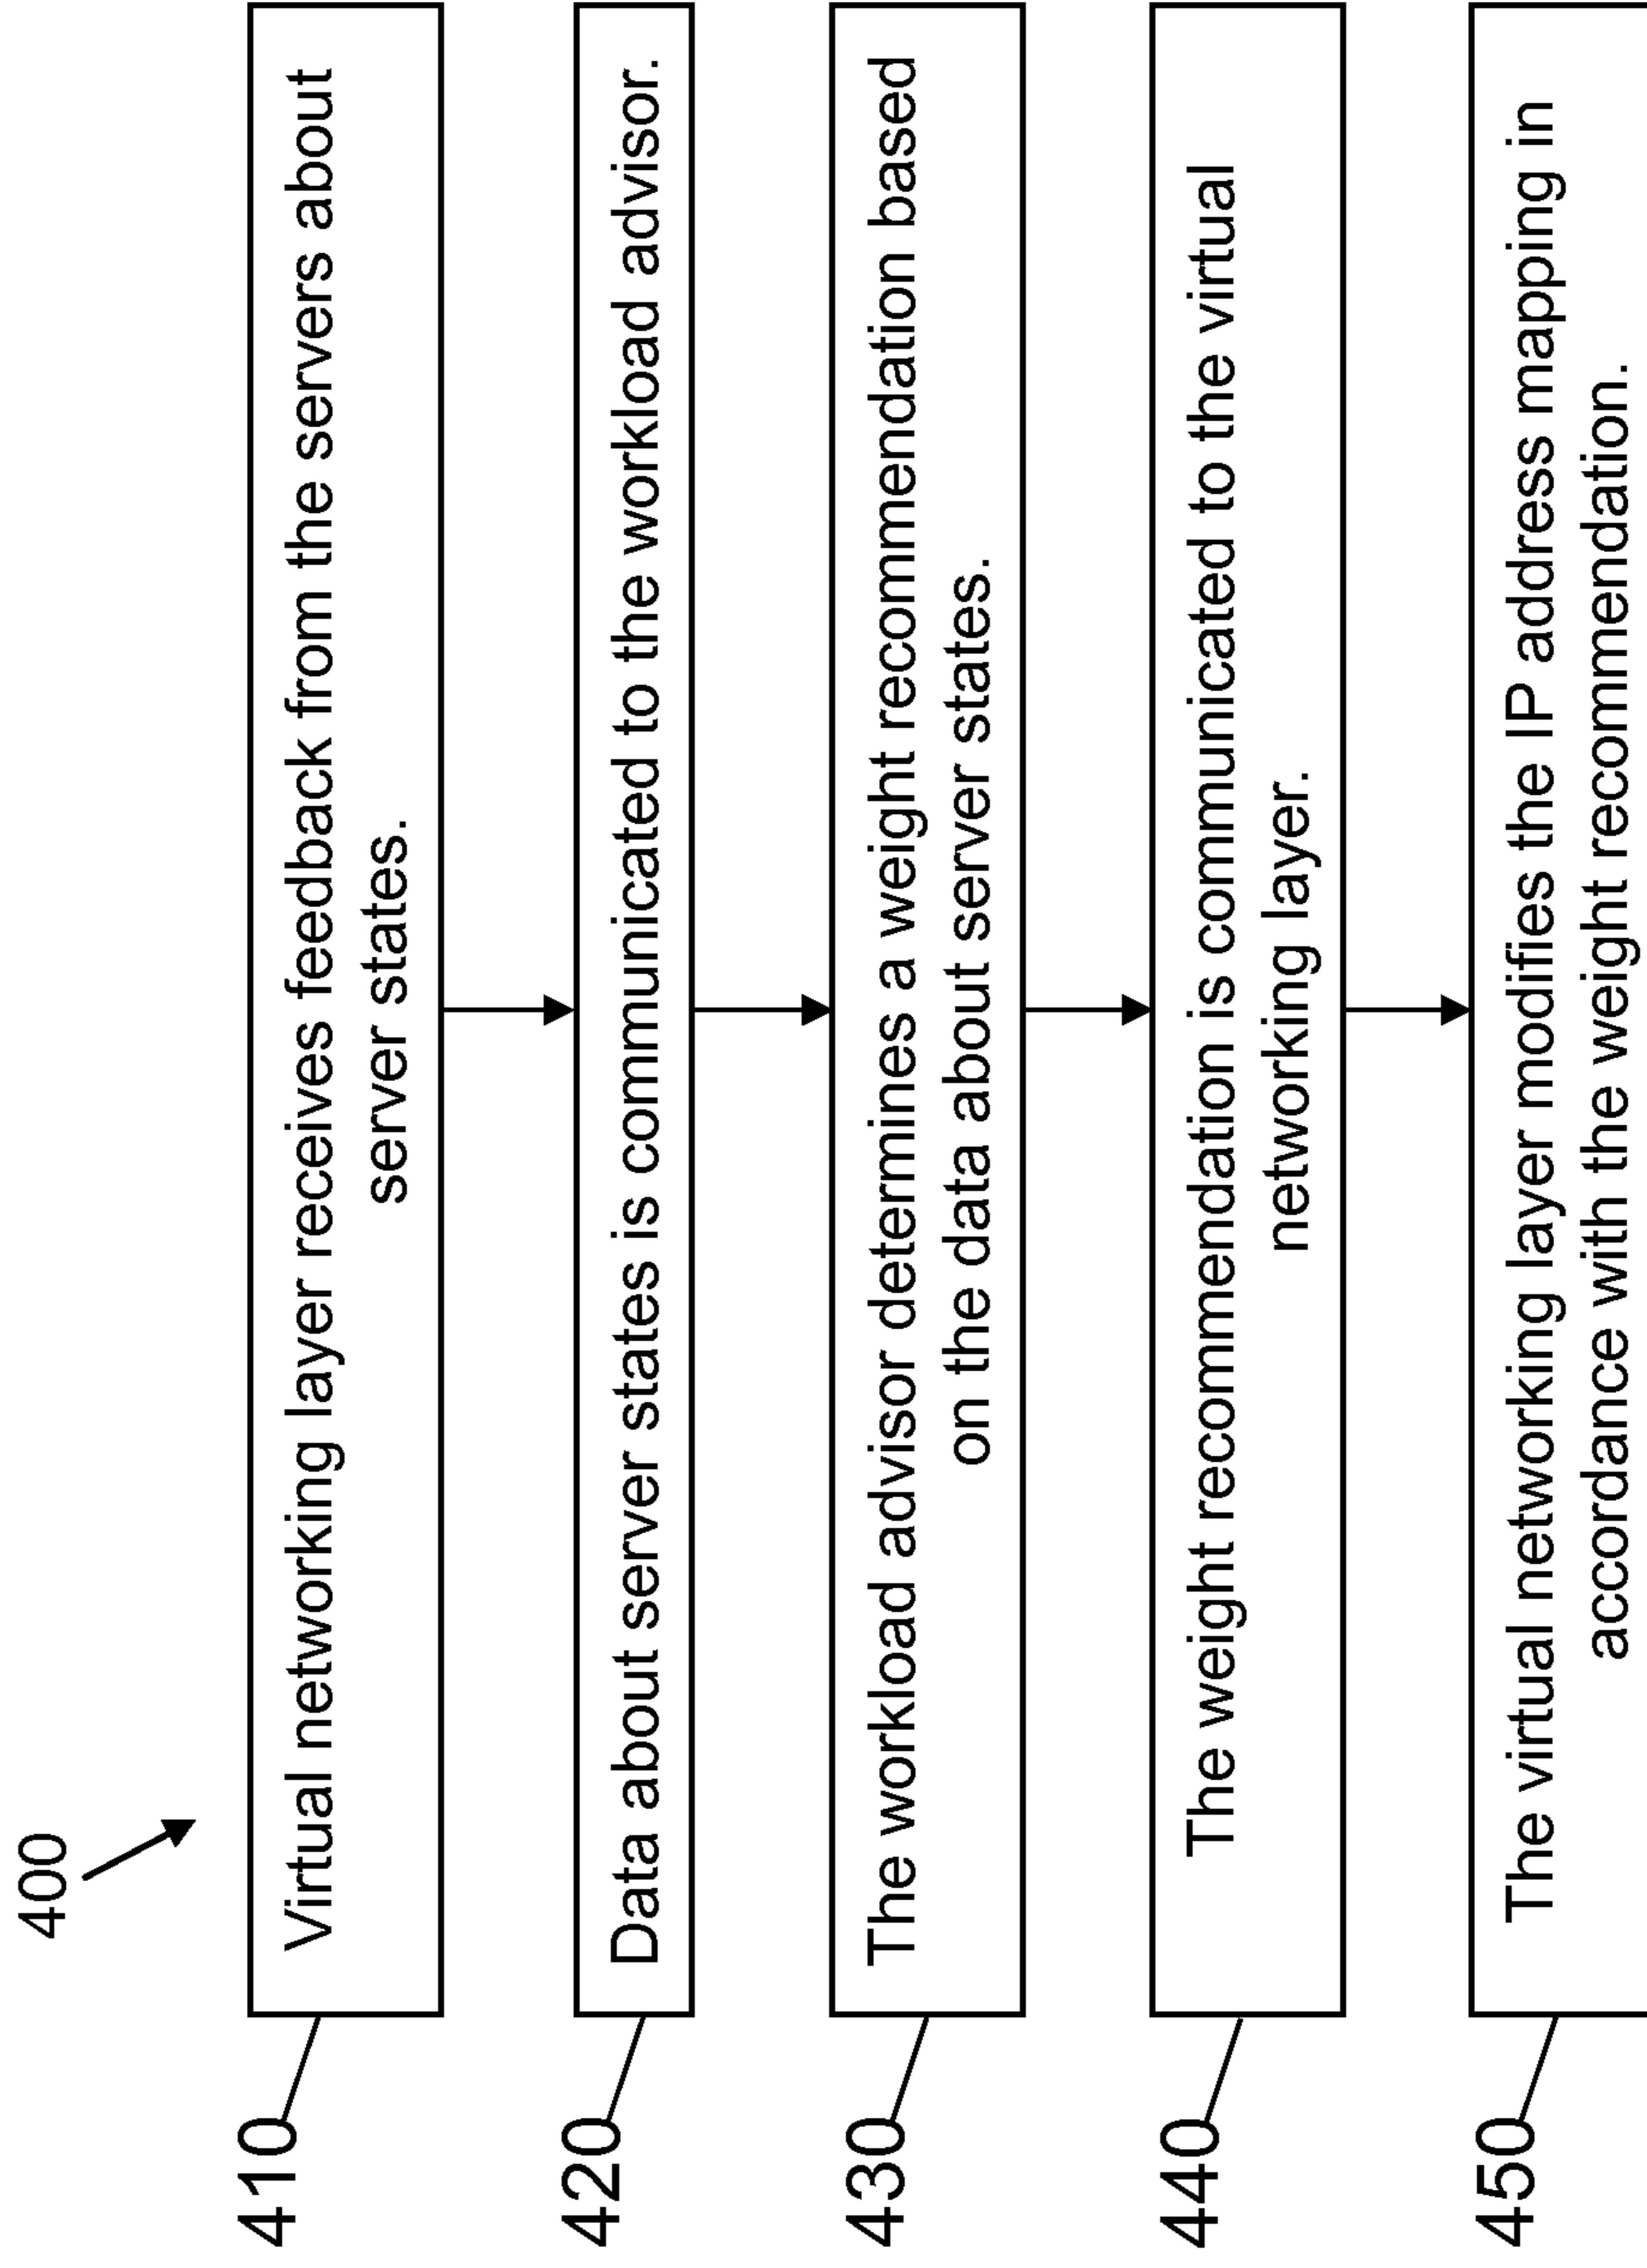 400
410
Virtual networking layer receives feedback from the servers about
server states.
420
Data about server states is communicated to the workload advisor.
430
The workload advisor determines a weight recommendation based
on the data about server states.
440
The weight recommendation is communicated to the virtual
networking layer.
450
The virtual networking layer modifies the IP address mapping in
accordance with the weight recommendation.